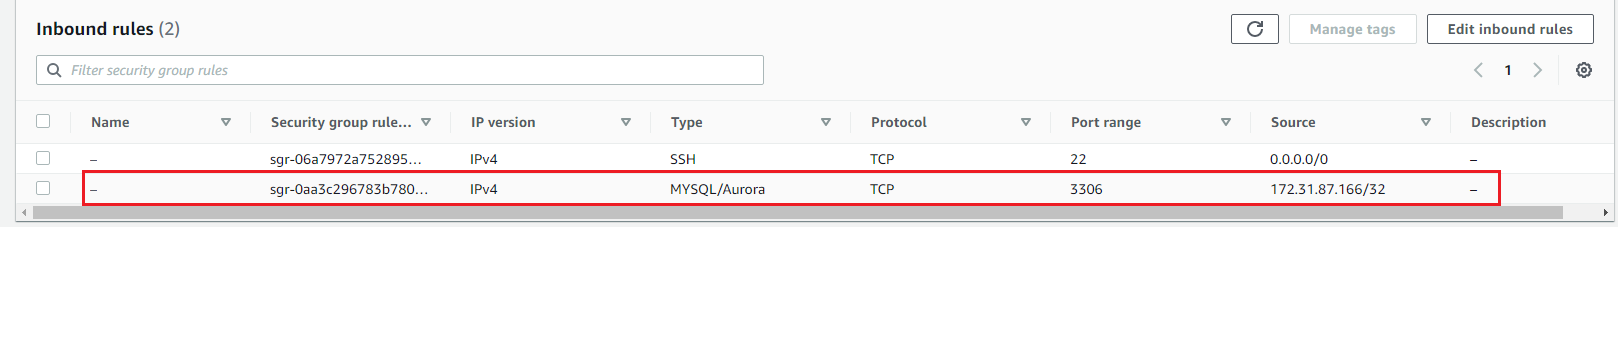 Inbound rules (2)
Manage tags
Edit inbound rules
Filter security group rules
1
Name Security group rule... IP version Type Protocol Port range Source Description
– sgr-06a7972a752895... IPv4 SSH TCP 22 0.0.0.0/0 –
– sgr-0aa3c296783b780... IPv4 MYSQL/Aurora TCP 3306 172.31.87.166/32 –